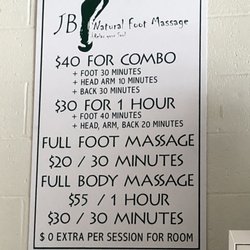 JB Natural Foot Massage
Relax your Soul
$40 FOR COMBO
+ FOOT 30 MINUTES
+ HEAD ARM 10 MINUTES
+ BACK 30 MINUTES
$30 FOR 1 HOUR
+ FOOT 40 MINUTES
+ HEAD, ARM, BACK 20 MINUTES
FULL FOOT MASSAGE
$20 / 30 MINUTES
FULL BODY MASSAGE
$55 / 1 HOUR
$30 / 30 MINUTES
$ 0 EXTRA PER SESSION FOR ROOM